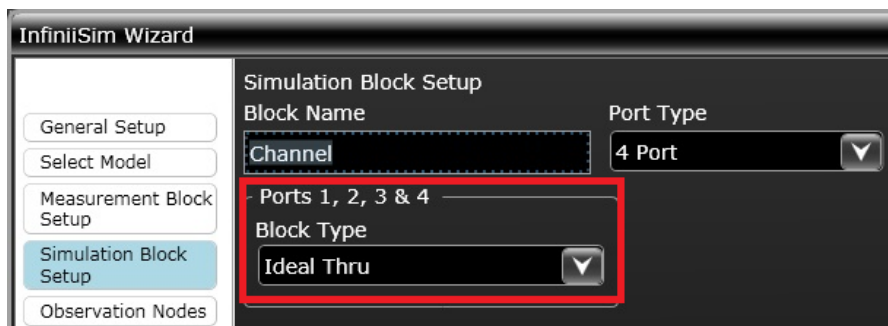 InfiniiSim Wizard
General Setup
Select Model
Measurement Block
Setup
Simulation Block
Setup
Observation Nodes
Simulation Block Setup
Block Name
Channel
Port Type
4 Port
Ports 1, 2, 3 & 4
Block Type
Ideal Thru